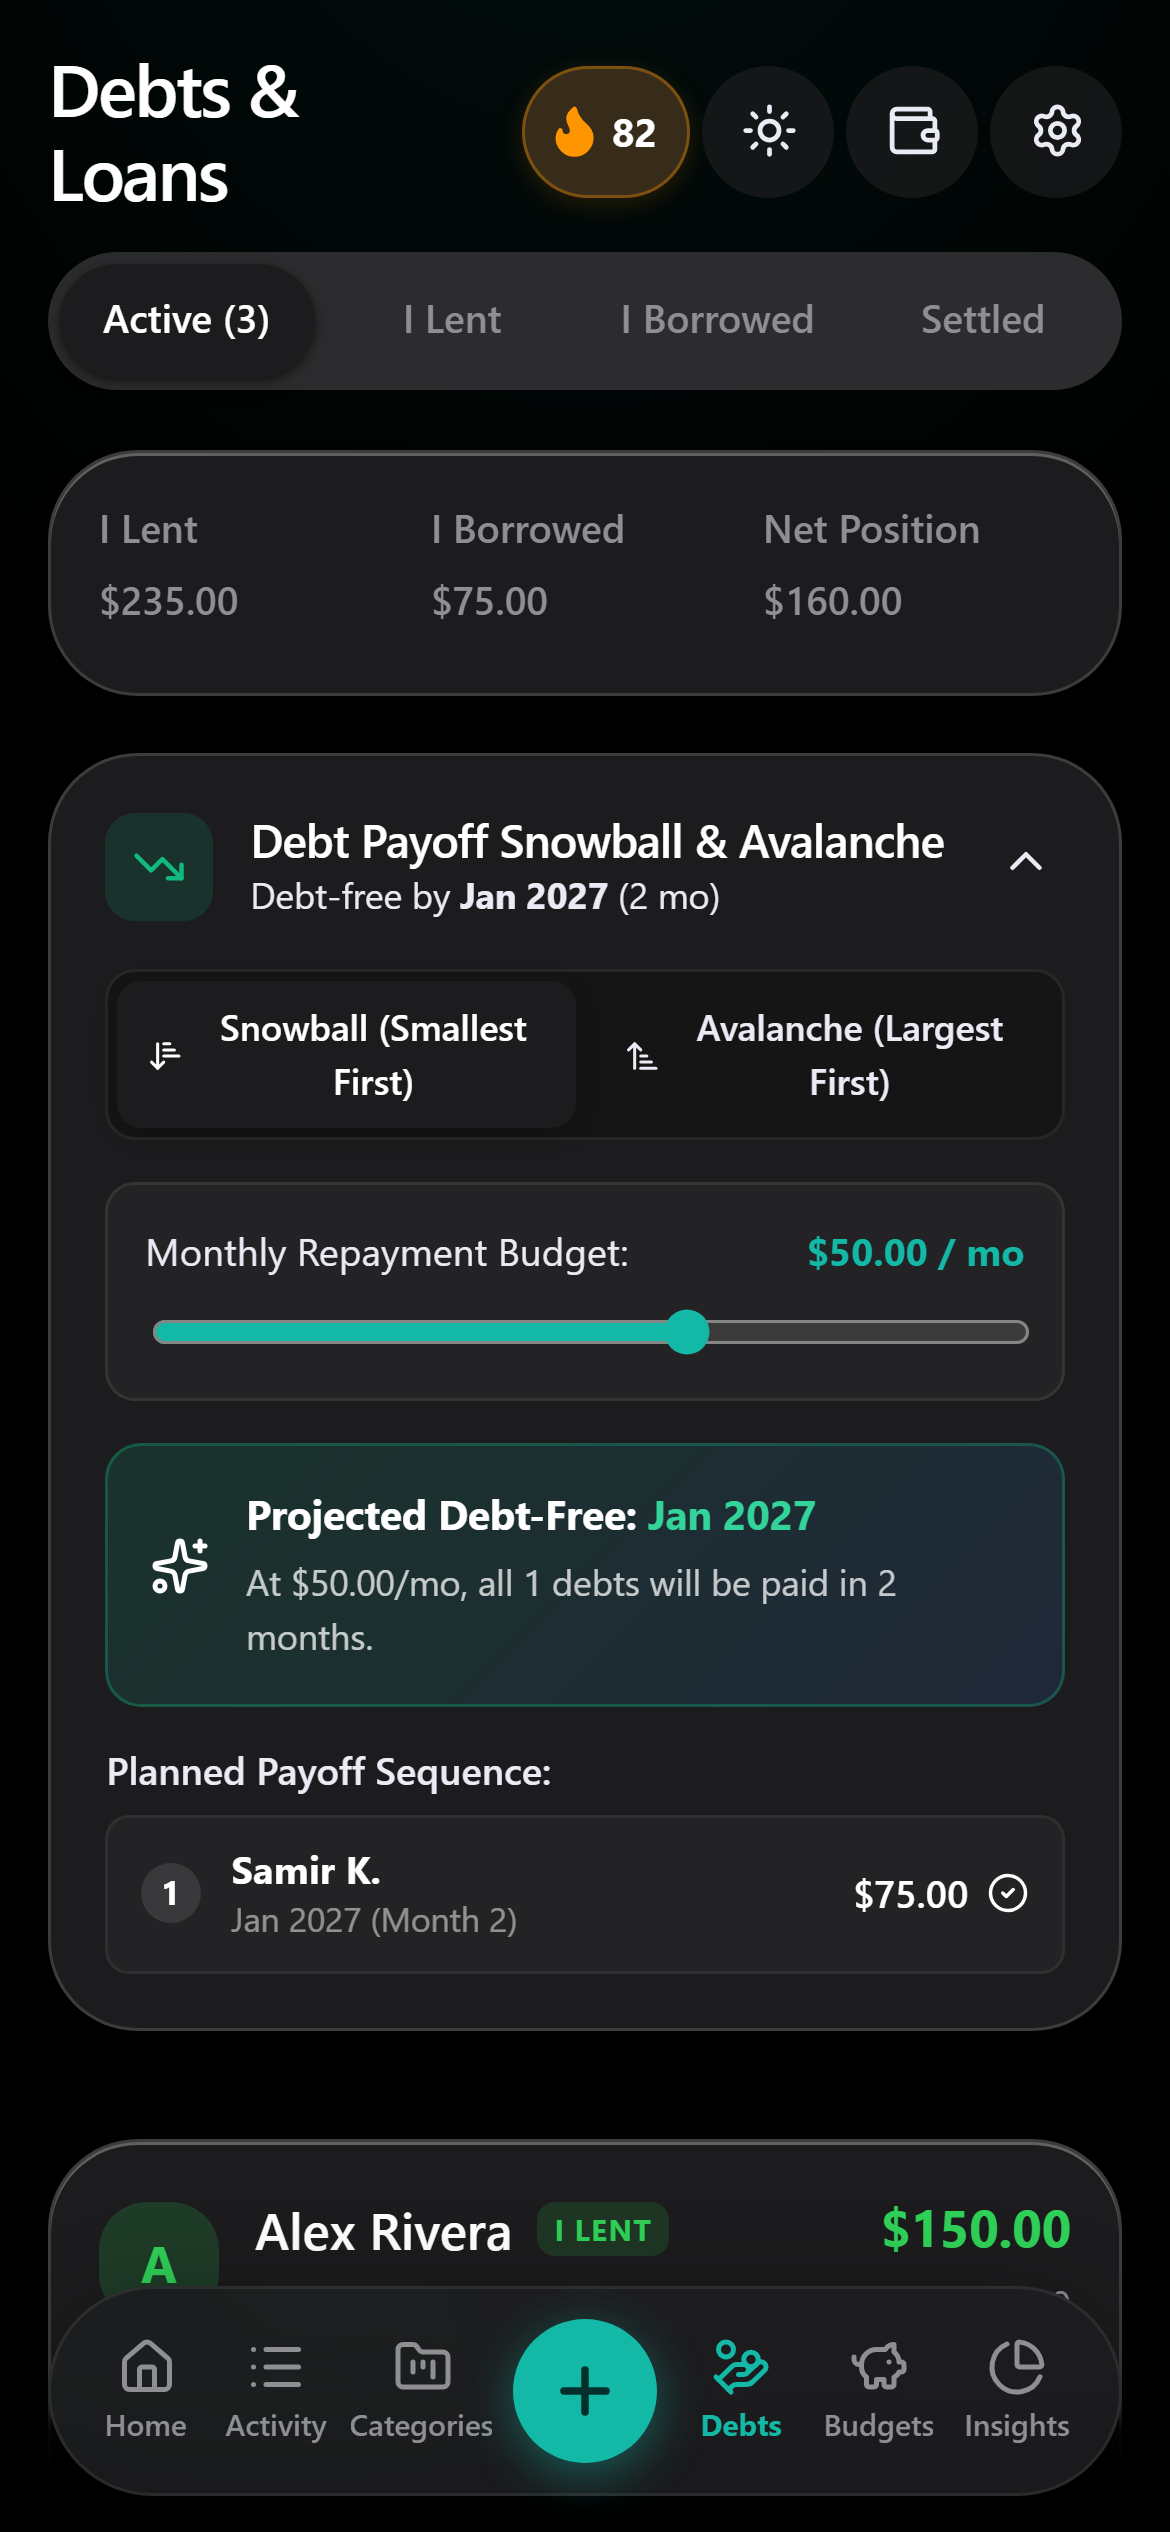 Debts &
Loans
82
Active (3)
I Lent
I Borrowed
Settled
I Lent
I Borrowed
Net Position
$235.00
$75.00
$160.00
Debt Payoff Snowball & Avalanche
Debt-free by Jan 2027 (2 mo)
Snowball (Smallest
First)
Avalanche (Largest
First)
Monthly Repayment Budget:
$50.00 / mo
Projected Debt-Free: Jan 2027
At $50.00/mo, all 1 debts will be paid in 2
months.
Planned Payoff Sequence:
1
Samir K.
$75.00
Jan 2027 (Month 2)
A
Alex Rivera
I LENT
$150.00
Home
Activity
Categories
Debts
Budgets
Insights